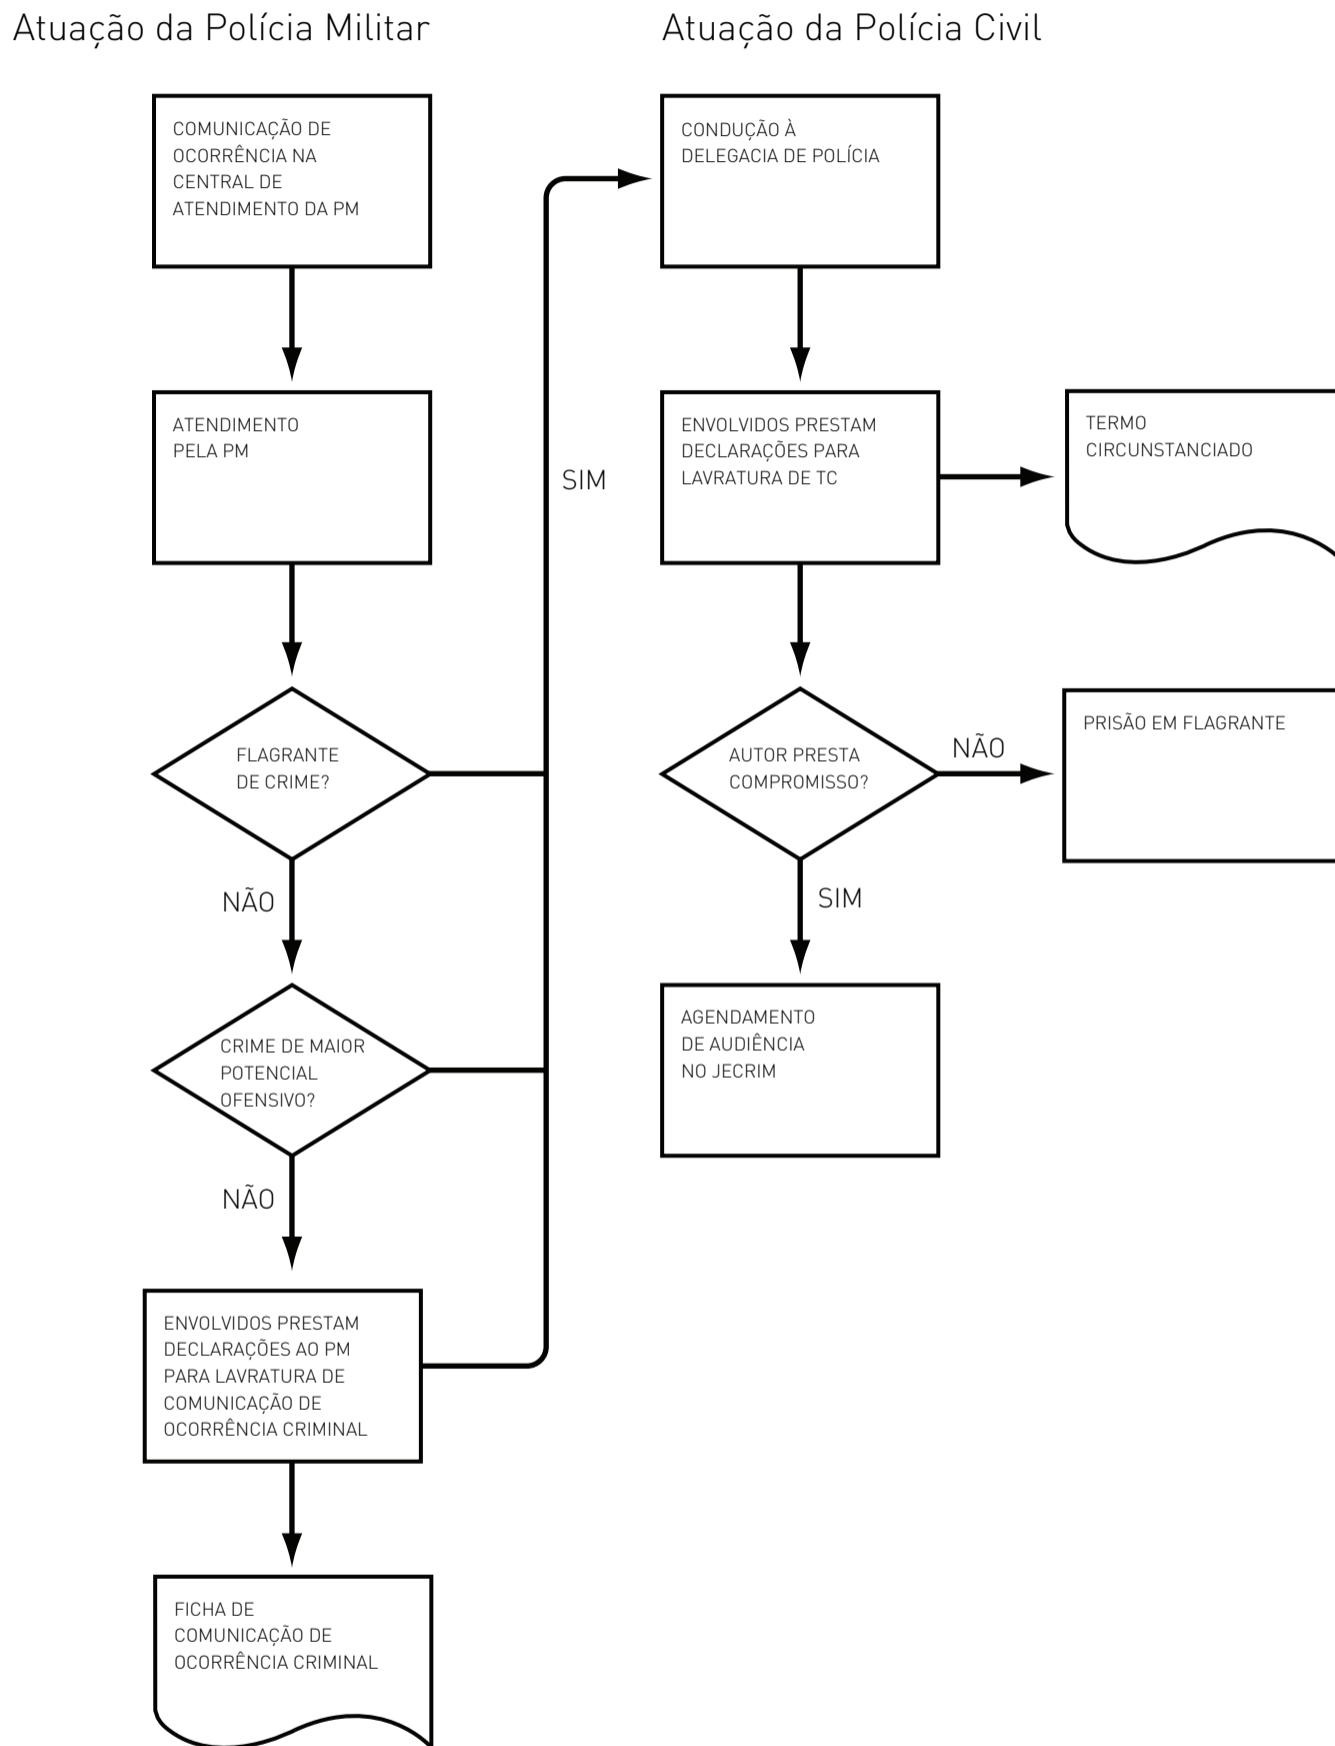 Atuação da Polícia Militar
COMUNICAÇÃO DE
OCORRÊNCIA NA
CENTRAL DE
ATENDIMENTO DA PM
ATENDIMENTO
PELA PM
FLAGRANTE
DE CRIME?
NÃO
CRIME DE MAIOR
POTENCIAL
OFENSIVO?
NÃO
ENVOLVIDOS PRESTAM
DECLARAÇÕES AO PM
PARA LAVRATURA DE
COMUNICAÇÃO DE
OCORRÊNCIA CRIMINAL
FICHA DE
COMUNICAÇÃO DE
OCORRÊNCIA CRIMINAL
SIM
Atuação da Polícia Civil
CONDUÇÃO À
DELEGACIA DE POLÍCIA
ENVOLVIDOS PRESTAM
DECLARAÇÕES PARA
LAVRATURA DE TC
TERMO
CIRCUNSTANCIADO
AUTOR PRESTA
COMPROMISSO?
NÃO
PRISÃO EM FLAGRANTE
SIM
AGENDAMENTO
DE AUDIÊNCIA
NO JECRIM